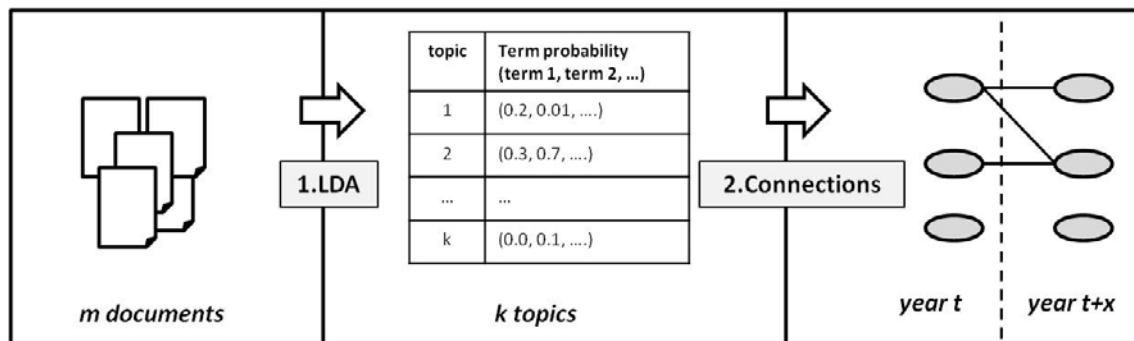 topic
Term probability
(term 1, term 2, ...)
1
(0.2, 0.01, ....)
2
(0.3, 0.7, ....)
...
...
k
(0.0, 0.1, ....)
1.LDA
2.Connections
m documents
k topics
year t
year t+x